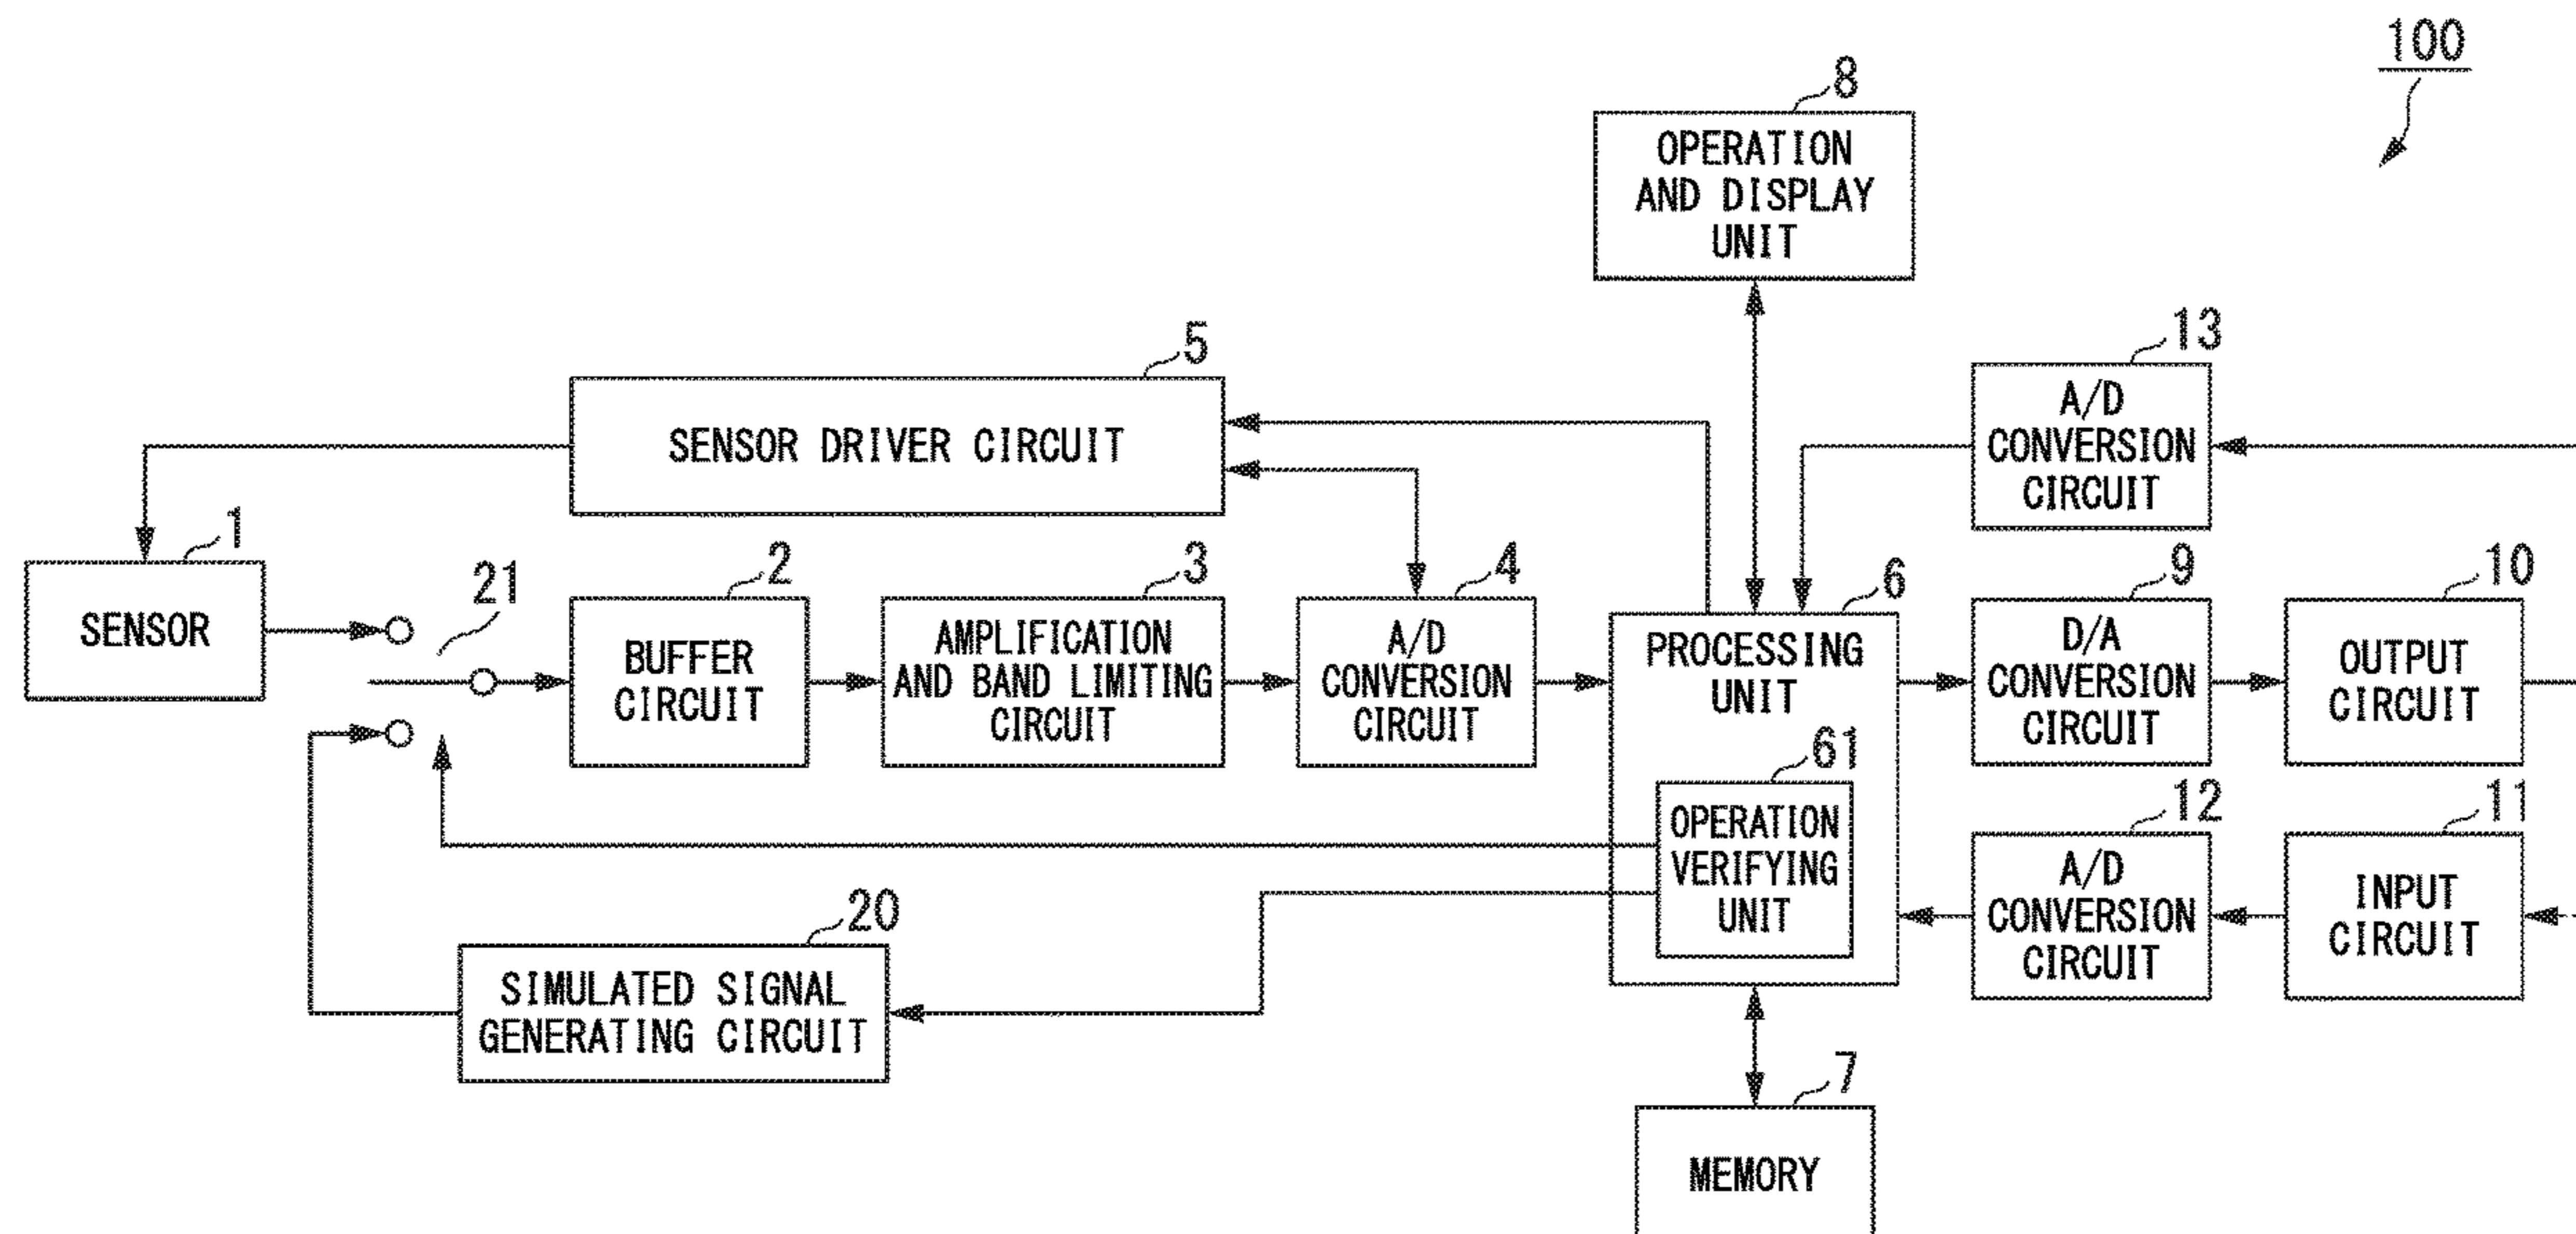 100
8
OPERATION
AND DISPLAY
UNIT
5
SENSOR DRIVER CIRCUIT
13
A/D
CONVERSION
CIRCUIT
1
SENSOR
21
2
BUFFER
CIRCUIT
3
AMPLIFICATION
AND BAND LIMITING
CIRCUIT
4
A/D
CONVERSION
CIRCUIT
6
PROCESSING
UNIT
9
D/A
CONVERSION
CIRCUIT
10
OUTPUT
CIRCUIT
61
OPERATION
VERIFYING
UNIT
12
A/D
CONVERSION
CIRCUIT
11
INPUT
CIRCUIT
20
SIMULATED SIGNAL
GENERATING CIRCUIT
7
MEMORY